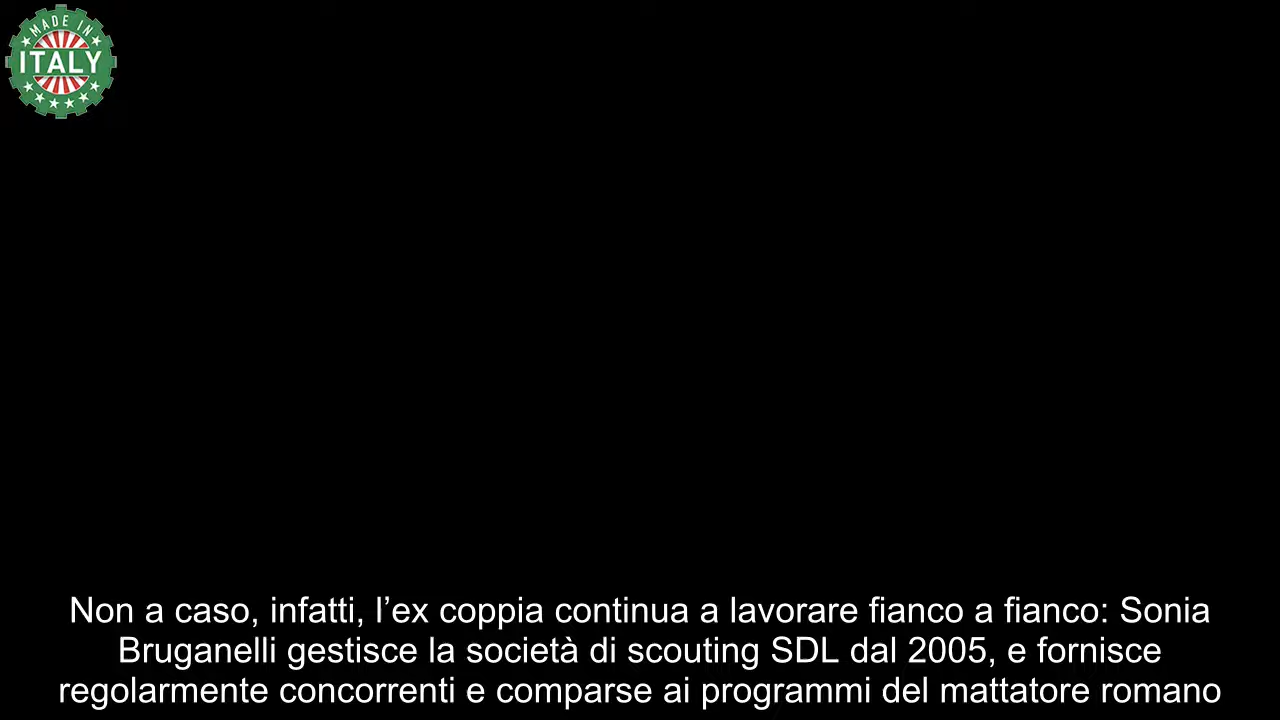 MADE IN
ITALY
Non a caso, infatti, l’ex coppia continua a lavorare fianco a fianco: Sonia
Bruganelli gestisce la società di scouting SDL dal 2005, e fornisce
regolarmente concorrenti e comparse ai programmi del mattatore romano